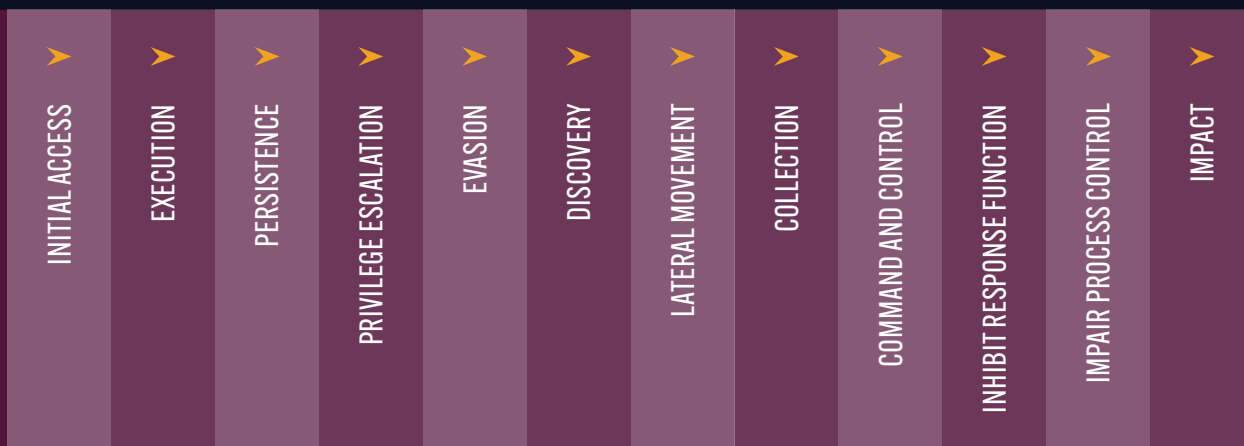 INITIAL ACCESS
EXECUTION
PERSISTENCE
PRIVILEGE ESCALATION
EVASION
DISCOVERY
LATERAL MOVEMENT
COLLECTION
COMMAND AND CONTROL
INHIBIT RESPONSE FUNCTION
IMPAIR PROCESS CONTROL
IMPACT